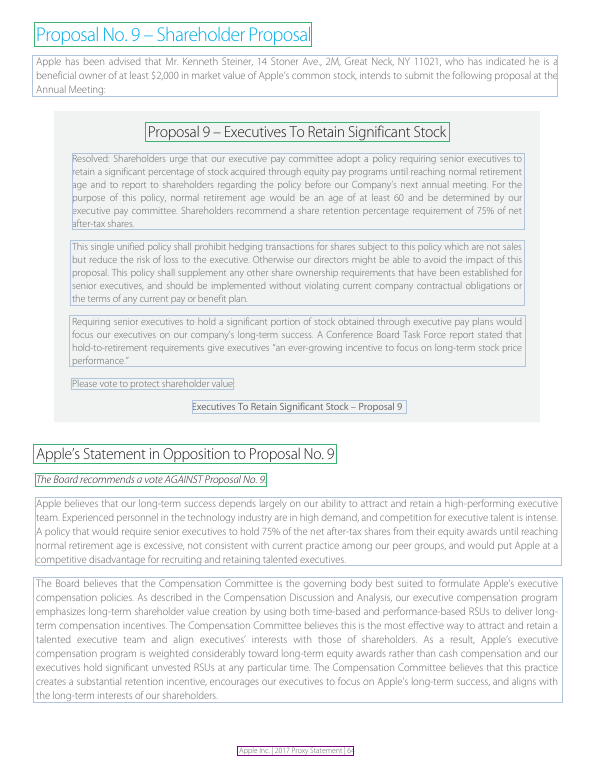 Proposal No. 9 – Shareholder Proposal
Apple has been advised that Mr. Kenneth Steiner, 14 Stoner Ave., 2M, Great Neck, NY 11021, who has indicated he is a
beneficial owner of at least $2,000 in market value of Apple's common stock, intends to submit the following proposal at the
Annual Meeting:
Proposal 9 – Executives To Retain Significant Stock
Resolved: Shareholders urge that our executive pay committee adopt a policy requiring senior executives to
retain a significant percentage of stock acquired through equity pay programs until reaching normal retirement
age and to report to shareholders regarding the policy before our Company's next annual meeting. For the
purpose of this policy, normal retirement age would be an age of at least 60 and be determined by our
executive pay committee. Shareholders recommend a share retention percentage requirement of 75% of net
after-tax shares.
This single unified policy shall prohibit hedging transactions for shares subject to this policy which are not sales
but reduce the risk of loss to the executive. Otherwise our directors might be able to avoid the impact of this
proposal. This policy shall supplement any other share ownership requirements that have been established for
senior executives, and should be implemented without violating current company contractual obligations or
the terms of any current pay or benefit plan.
Requiring senior executives to hold a significant portion of stock obtained through executive pay plans would
focus our executives on our company's long-term success. A Conference Board Task Force report stated that
hold-to-retirement requirements give executives "an ever-growing incentive to focus on long-term stock price
performance."
Please vote to protect shareholder value
Executives To Retain Significant Stock – Proposal 9
Apple's Statement in Opposition to Proposal No. 9
The Board recommends a vote AGAINST Proposal No. 9.
Apple believes that our long-term success depends largely on our ability to attract and retain a high-performing executive
team. Experienced personnel in the technology industry are in high demand, and competition for executive talent is intense.
A policy that would require senior executives to hold 75% of the net after-tax shares from their equity awards until reaching
normal retirement age is excessive, not consistent with current practice among our peer groups, and would put Apple at a
competitive disadvantage for recruiting and retaining talented executives.
The Board believes that the Compensation Committee is the governing body best suited to formulate Apple's executive
compensation policies. As described in the Compensation Discussion and Analysis, our executive compensation program
emphasizes long-term shareholder value creation by using both time-based and performance-based RSUs to deliver long-
term compensation incentives. The Compensation Committee believes this is the most effective way to attract and retain a
talented executive team and align executives' interests with those of shareholders. As a result, Apple's executive
compensation program is weighted considerably toward long-term equity awards rather than cash compensation and our
executives hold significant unvested RSUs at any particular time. The Compensation Committee believes that this practice
creates a substantial retention incentive, encourages our executives to focus on Apple's long-term success, and aligns with
the long-term interests of our shareholders.
Apple Inc. | 2017 Proxy Statement |